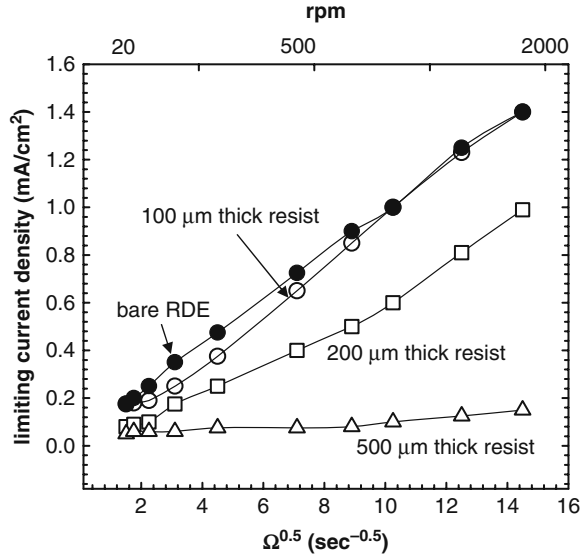 rpm
20 500 2000
1.6
1.4
1.2
1.0
0.8
0.6
0.4
0.2
0.0
limiting current density (mA/cm²)
100 µm thick resist
bare RDE
200 µm thick resist
500 µm thick resist
2 4 6 8 10 12 14 16
Ω^0.5 (sec^−0.5)